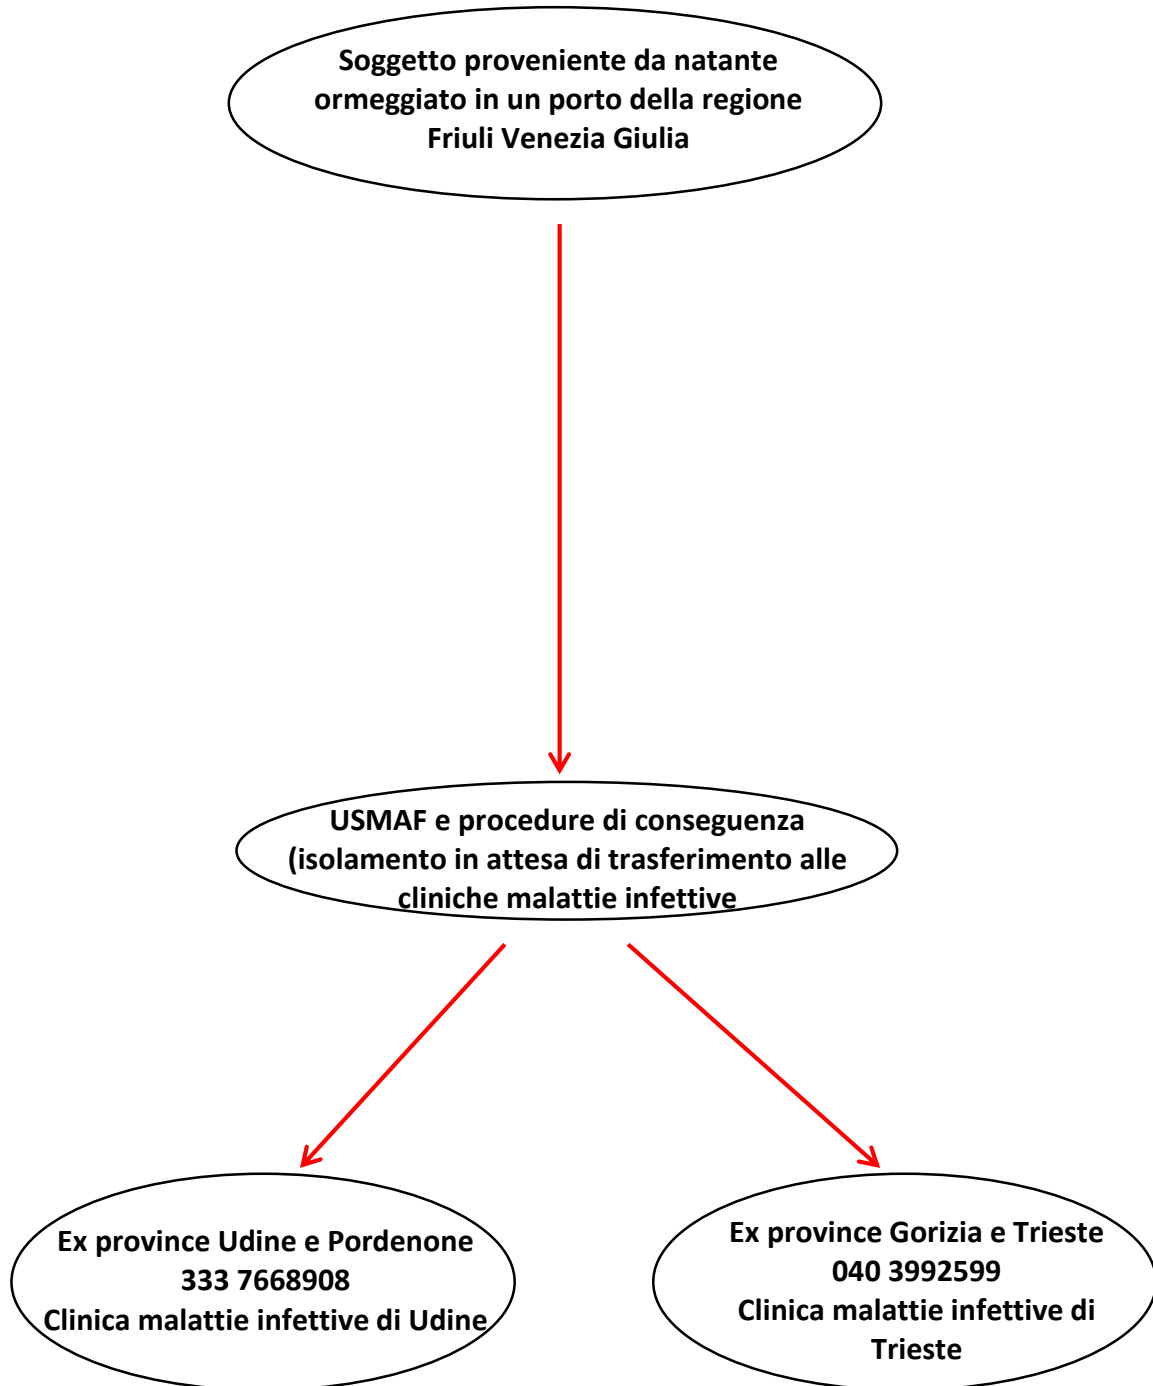 Soggetto proveniente da natante
ormeggiato in un porto della regione
Friuli Venezia Giulia
USMAF e procedure di conseguenza
(isolamento in attesa di trasferimento alle
cliniche malattie infettive
Ex province Udine e Pordenone
333 7668908
Clinica malattie infettive di Udine
Ex province Gorizia e Trieste
040 3992599
Clinica malattie infettive di
Trieste